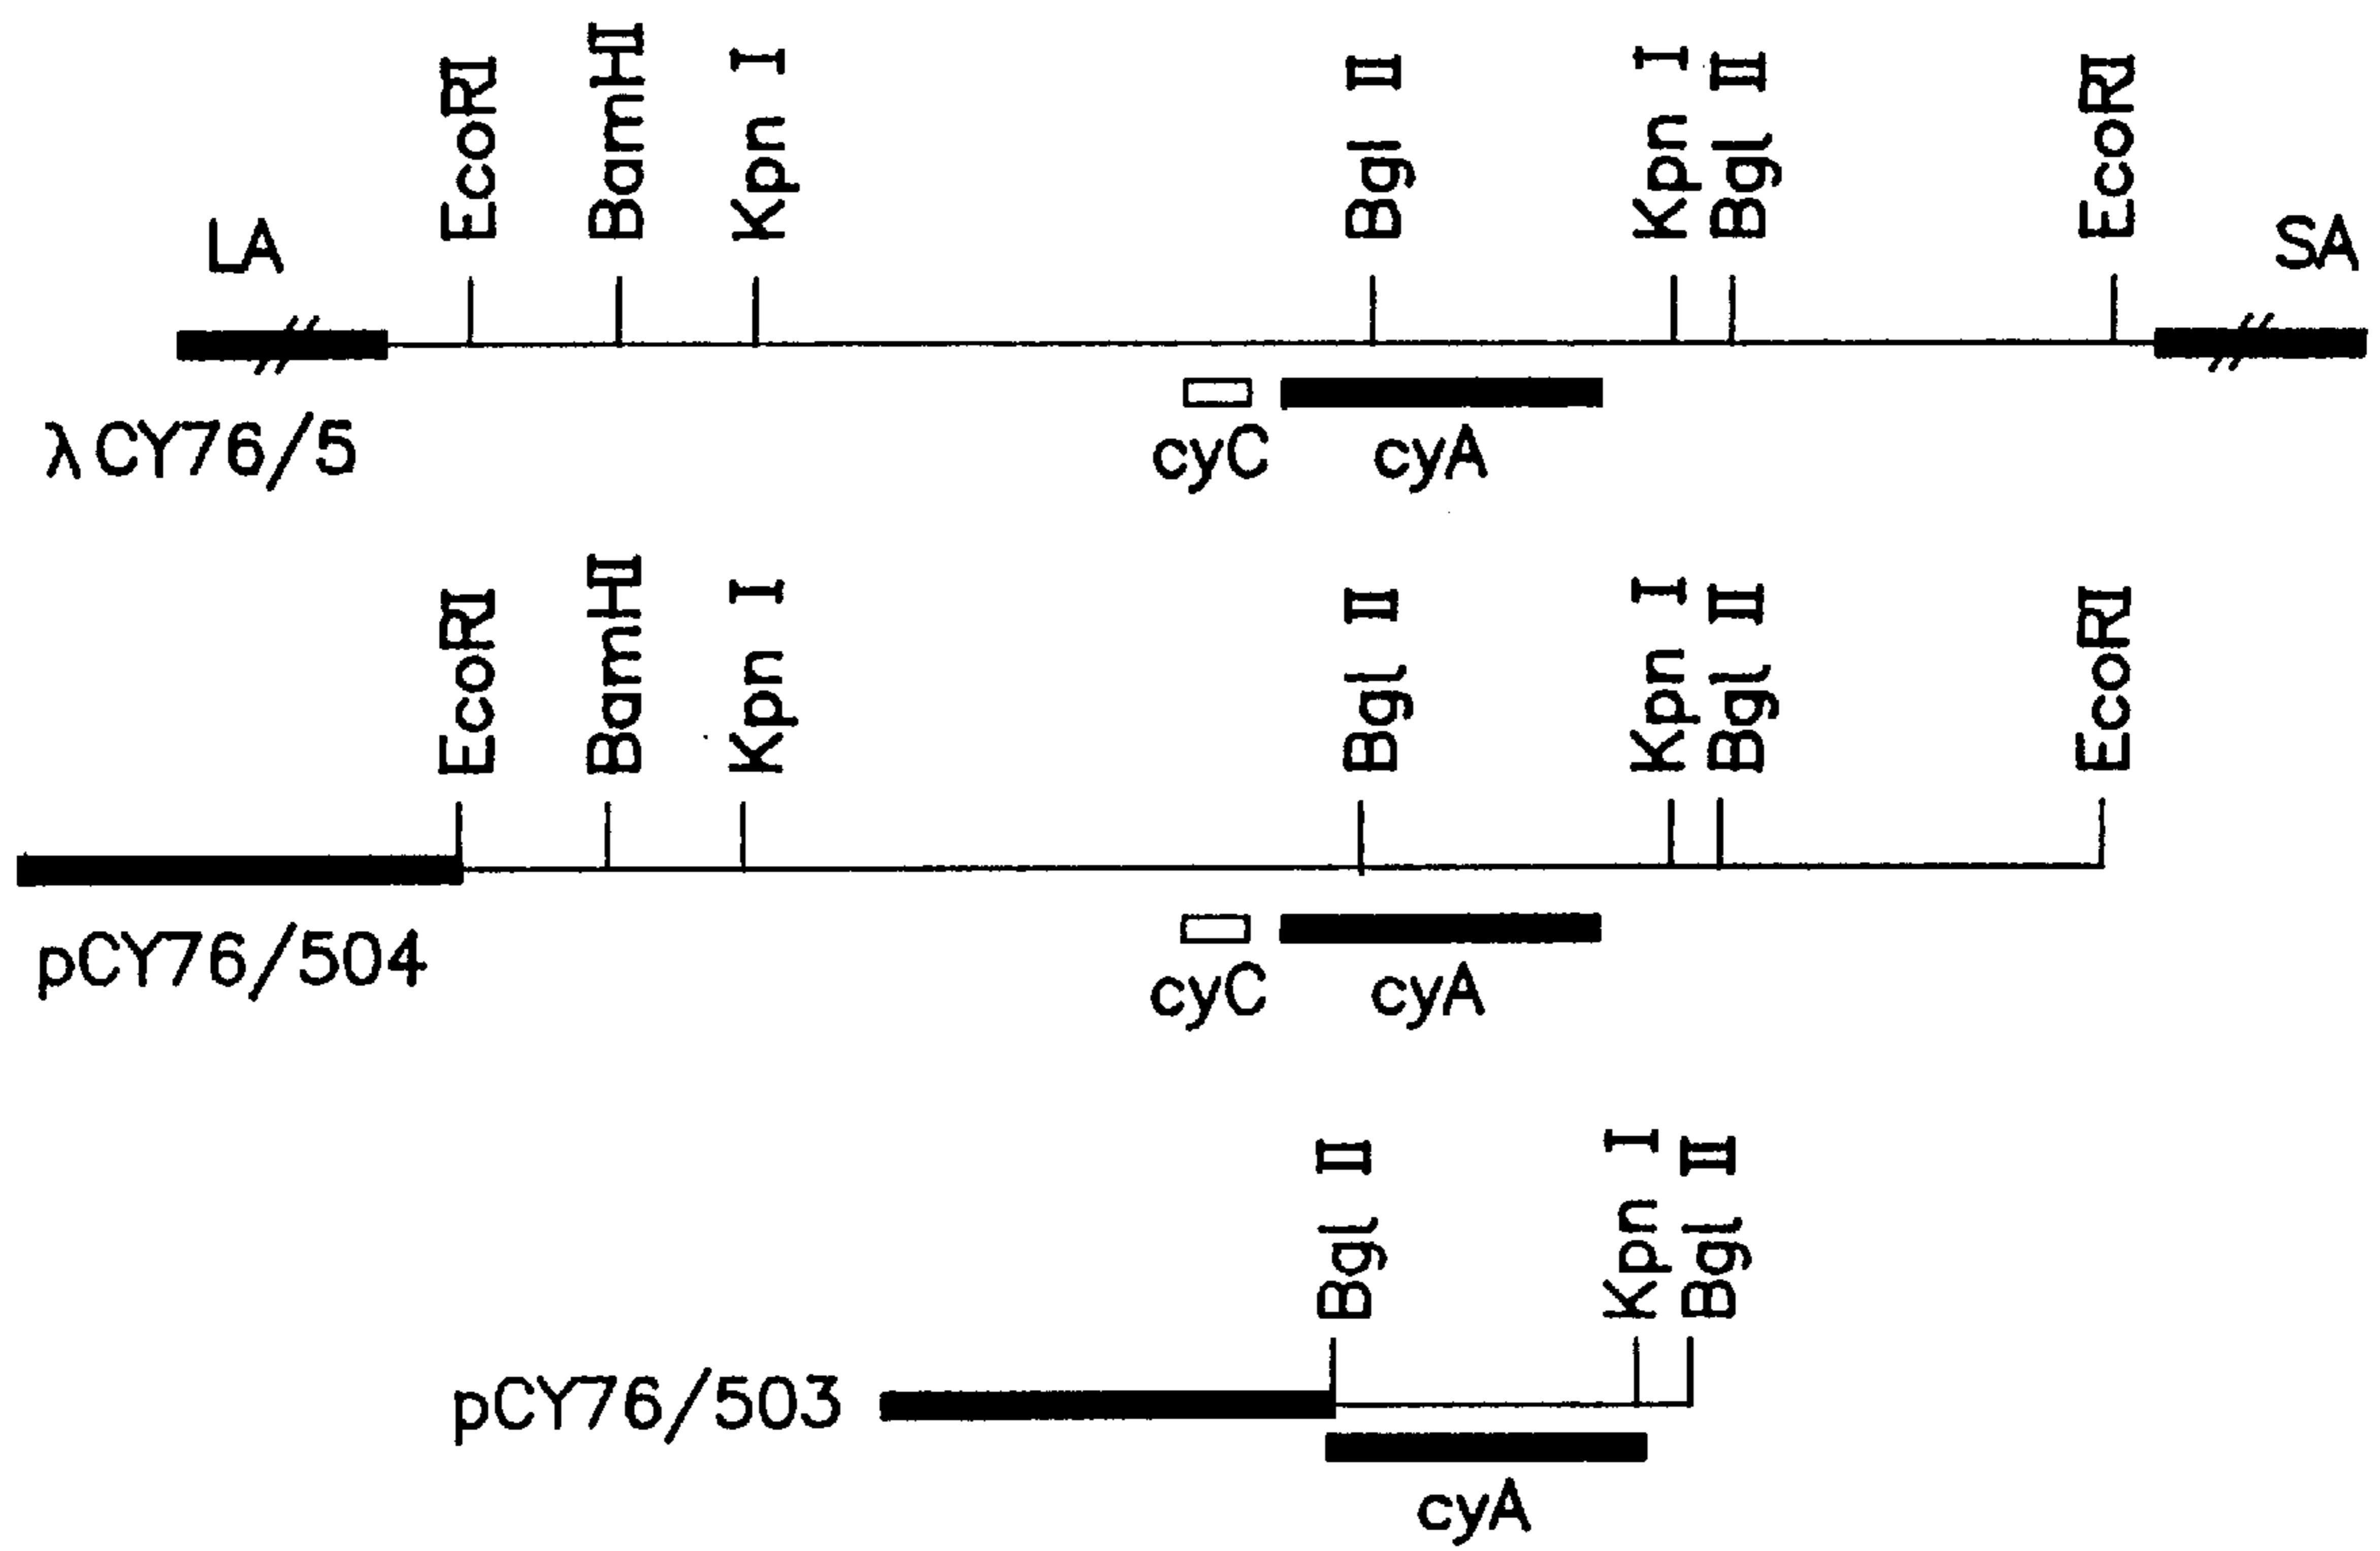 LA EcoRI BamHI Kpn I Bgl II Kpn I Bgl II EcoRI SA
cyC cyA
λCY76/5
EcoRI BamHI Kpn I Bgl II Kpn I Bgl II EcoRI
pCY76/504
cyC cyA
Bgl II Kpn I Bgl II
pCY76/503
cyA